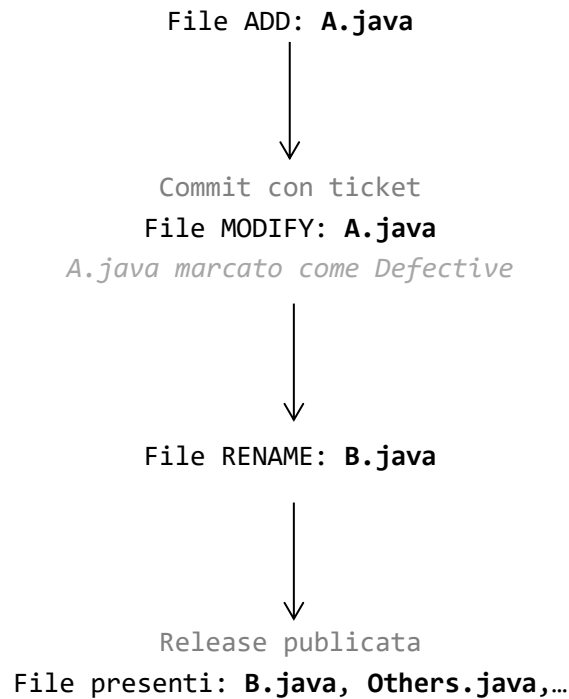 File ADD: A.java
Commit con ticket
File MODIFY: A.java
A.java marcato come Defective
File RENAME: B.java
Release publicata
File presenti: B.java, Others.java,…